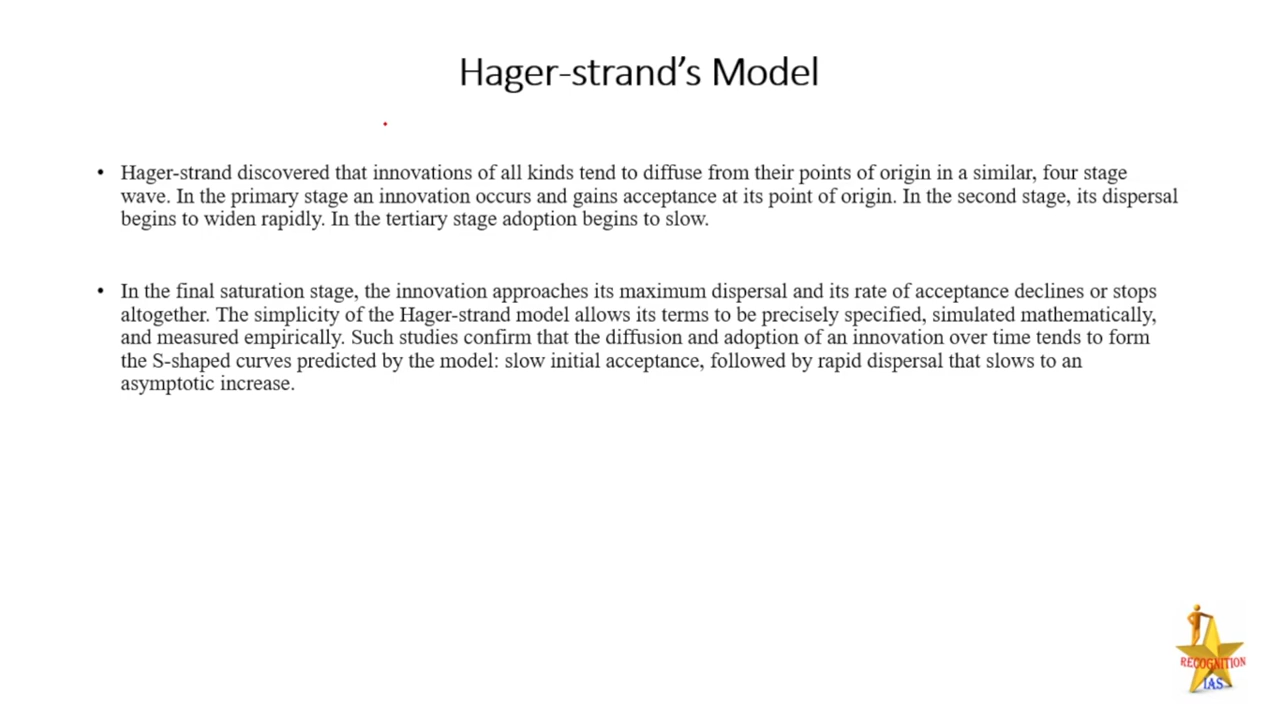 Hager-strand’s Model
• Hager-strand discovered that innovations of all kinds tend to diffuse from their points of origin in a similar, four stage
wave. In the primary stage an innovation occurs and gains acceptance at its point of origin. In the second stage, its dispersal
begins to widen rapidly. In the tertiary stage adoption begins to slow.
• In the final saturation stage, the innovation approaches its maximum dispersal and its rate of acceptance declines or stops
altogether. The simplicity of the Hager-strand model allows its terms to be precisely specified, simulated mathematically,
and measured empirically. Such studies confirm that the diffusion and adoption of an innovation over time tends to form
the S-shaped curves predicted by the model: slow initial acceptance, followed by rapid dispersal that slows to an
asymptotic increase.
RECOGNITION
IAS